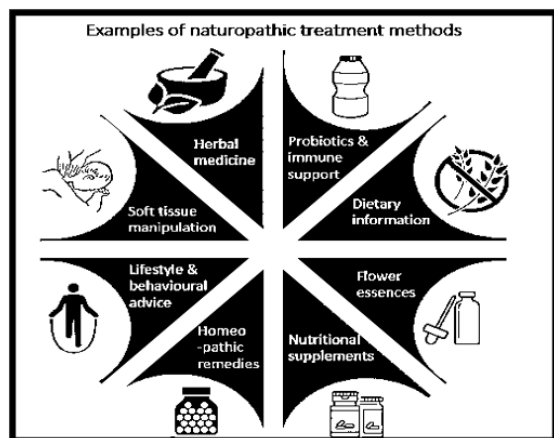 Examples of naturopathic treatment methods
Herbal
medicine
Probiotics &
immune
support
Soft tissue
manipulation
Dietary
information
Lifestyle &
behavioural
advice
Flower
essences
Homeo
-pathic
remedies
Nutritional
supplements